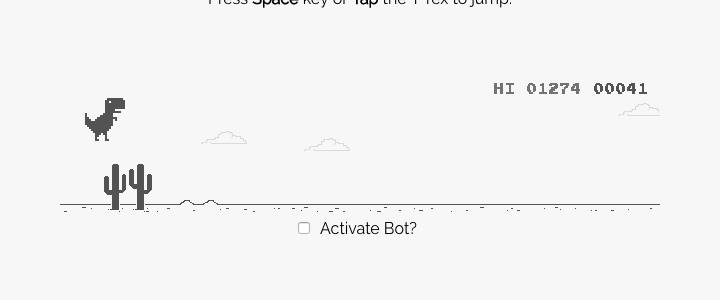 Press Space key or Tap the T-rex to jump.
HI 01274 00041
Activate Bot?